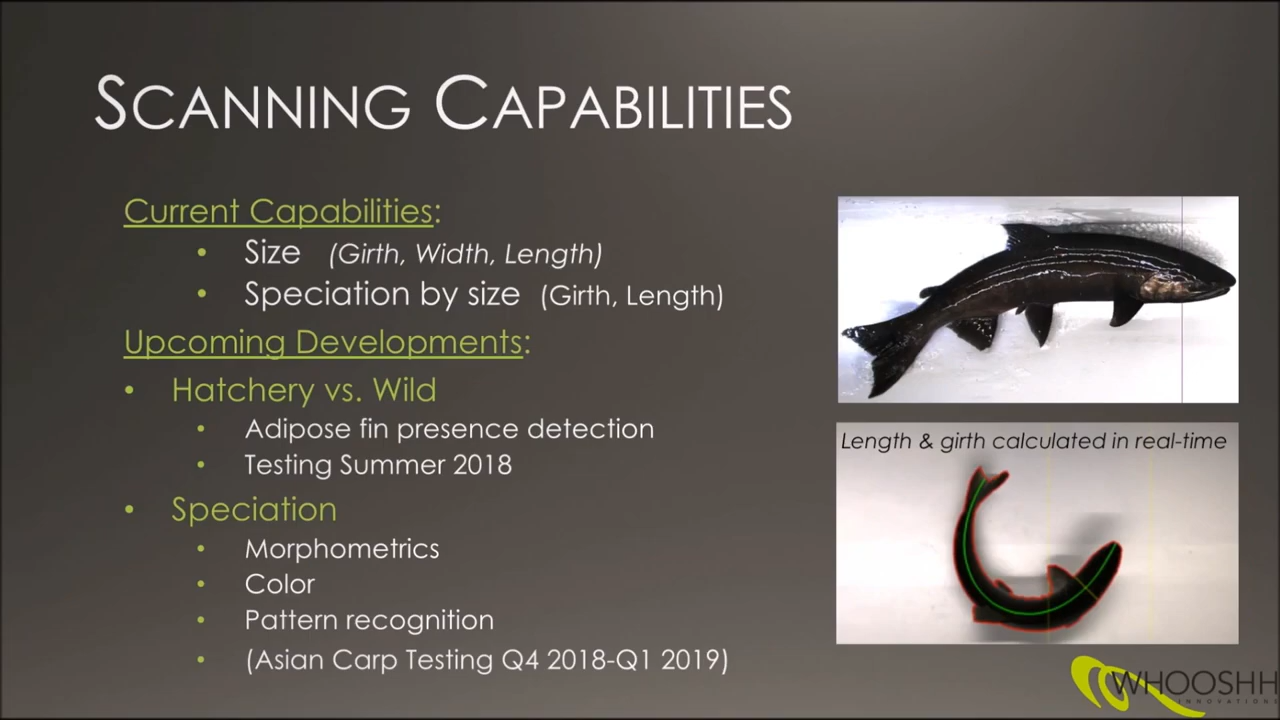 SCANNING CAPABILITIES
Current Capabilities:
• Size (Girth, Width, Length)
• Speciation by size (Girth, Length)
Upcoming Developments:
• Hatchery vs. Wild
• Adipose fin presence detection
• Testing Summer 2018
• Speciation
• Morphometrics
• Color
• Pattern recognition
• (Asian Carp Testing Q4 2018-Q1 2019)
Length & girth calculated in real-time
WHOOSHH
INNOVATIONS